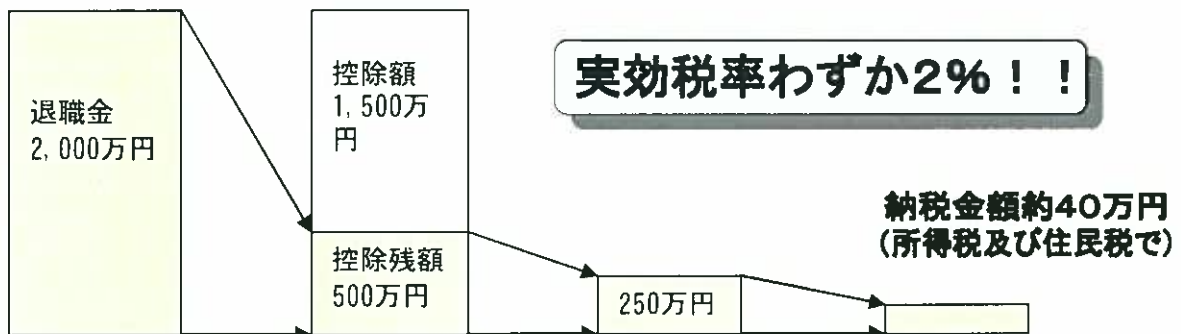 退職金
2,000万円
控除額
1,500万
円
控除残額
500万円
250万円
実効税率わずか2%!!
納税金額約40万円
(所得税及び住民税で)